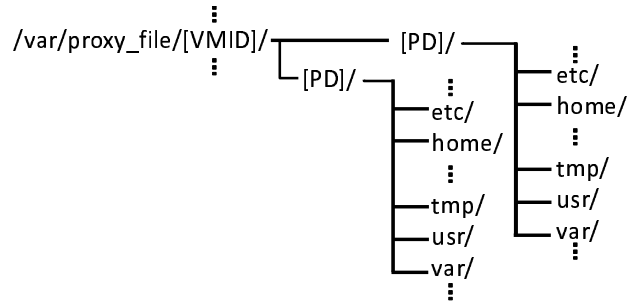 /var/proxy_file/[VMID]/
[PD]/
etc/
home/
tmp/
usr/
var/
[PD]/
etc/
home/
tmp/
usr/
var/